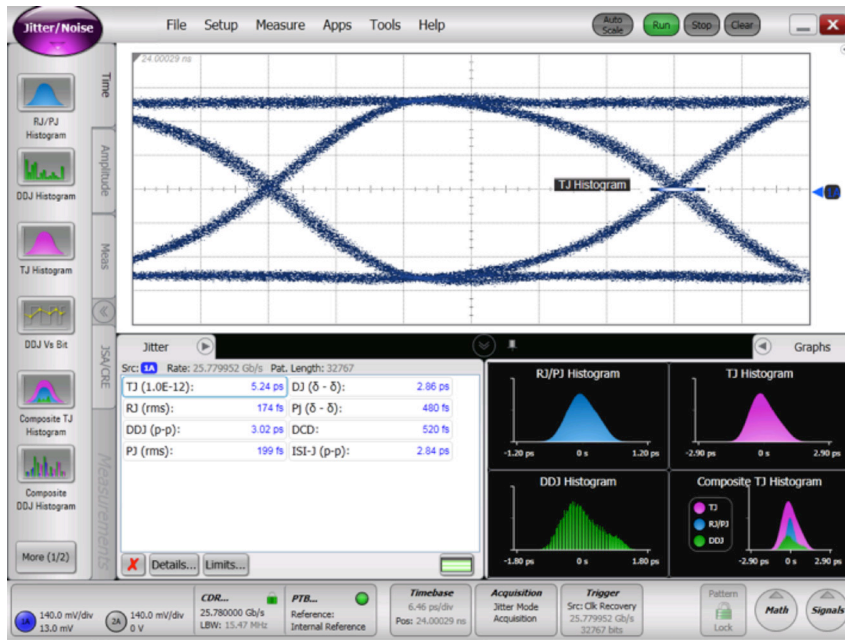 Jitter/Noise
File Setup Measure Apps Tools Help
Auto Scale
Run
Stop
Clear
24.00029 ns
Time
Amplitude
Meas
JSA/CRE
Measurements
RJ/PJ
Histogram
DDJ Histogram
TJ Histogram
DDJ Vs Bit
Composite TJ
Histogram
Composite
DDJ Histogram
More (1/2)
TJ Histogram
1A
Jitter
Graphs
Src: 1A Rate: 25.779952 Gb/s Pat. Length: 32767
TJ (1.0E-12): 5.24 ps DJ (δ - δ): 2.86 ps
RJ (rms): 174 fs PJ (δ - δ): 480 fs
DDJ (p-p): 3.02 ps DCD: 520 fs
PJ (rms): 199 fs ISI-J (p-p): 2.84 ps
Details... Limits...
RJ/PJ Histogram
-1.20 ps 0 s 1.20 ps
TJ Histogram
-2.90 ps 0 s 2.90 ps
DDJ Histogram
-1.80 ps 0 s 1.80 ps
Composite TJ Histogram
TJ
RJ/PJ
DDJ
-2.90 ps 0 s 2.90 ps
1A 140.0 mV/div
13.0 mV
2A 140.0 mV/div
0 V
CDR...
25.780000 Gb/s
LBW: 15.47 MHz
PTB...
Reference:
Internal Reference
Timebase
6.46 ps/div
Pos: 24.00029 ns
Acquisition
Jitter Mode
Acquisition
Trigger
Src: Clk Recovery
25.779952 Gb/s
32767 bits
Pattern
Lock
Math
Signals